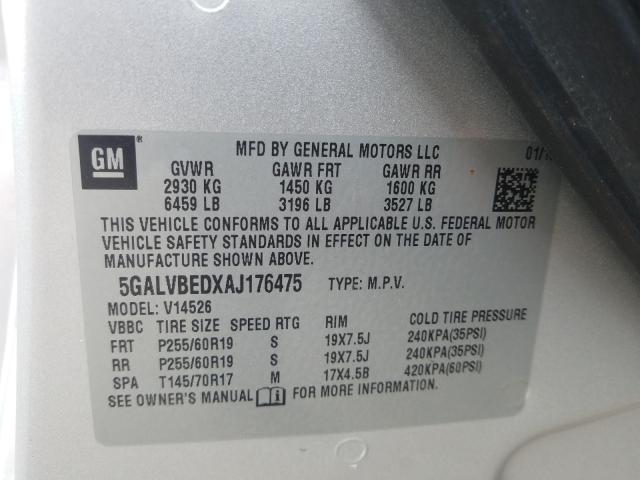 GM
MFD BY GENERAL MOTORS LLC
GVWR GAWR FRT GAWR RR
2930 KG 1450 KG 1600 KG
6459 LB 3196 LB 3527 LB
THIS VEHICLE CONFORMS TO ALL APPLICABLE U.S. FEDERAL MOTOR
VEHICLE SAFETY STANDARDS IN EFFECT ON THE DATE OF
MANUFACTURE SHOWN ABOVE.
5GALVBEDXAJ176475 TYPE: M.P.V.
MODEL: V14526
VBBC TIRE SIZE SPEED RTG RIM COLD TIRE PRESSURE
FRT P255/60R19 S 19X7.5J 240KPA(35PSI)
RR P255/60R19 S 19X7.5J 240KPA(35PSI)
SPA T145/70R17 M 17X4.5B 420KPA(60PSI)
SEE OWNER'S MANUAL FOR MORE INFORMATION.